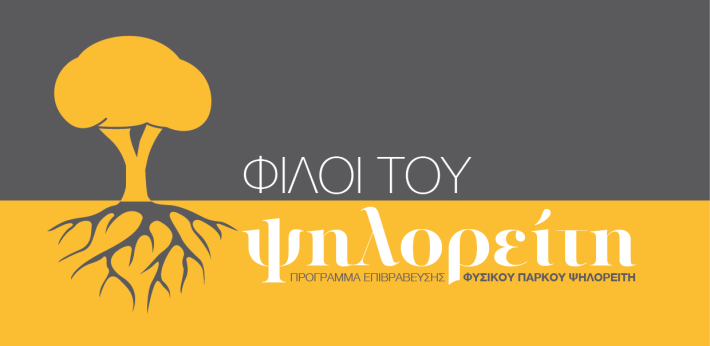 ΦΙΛΟΙ ΤΟΥ
ψηλορείτη
ΠΡΟΓΡΑΜΜΑ ΕΠΙΒΡΑΒΕΥΣΗΣ ΦΥΣΙΚΟΥ ΠΑΡΚΟΥ ΨΗΛΟΡΕΙΤΗ